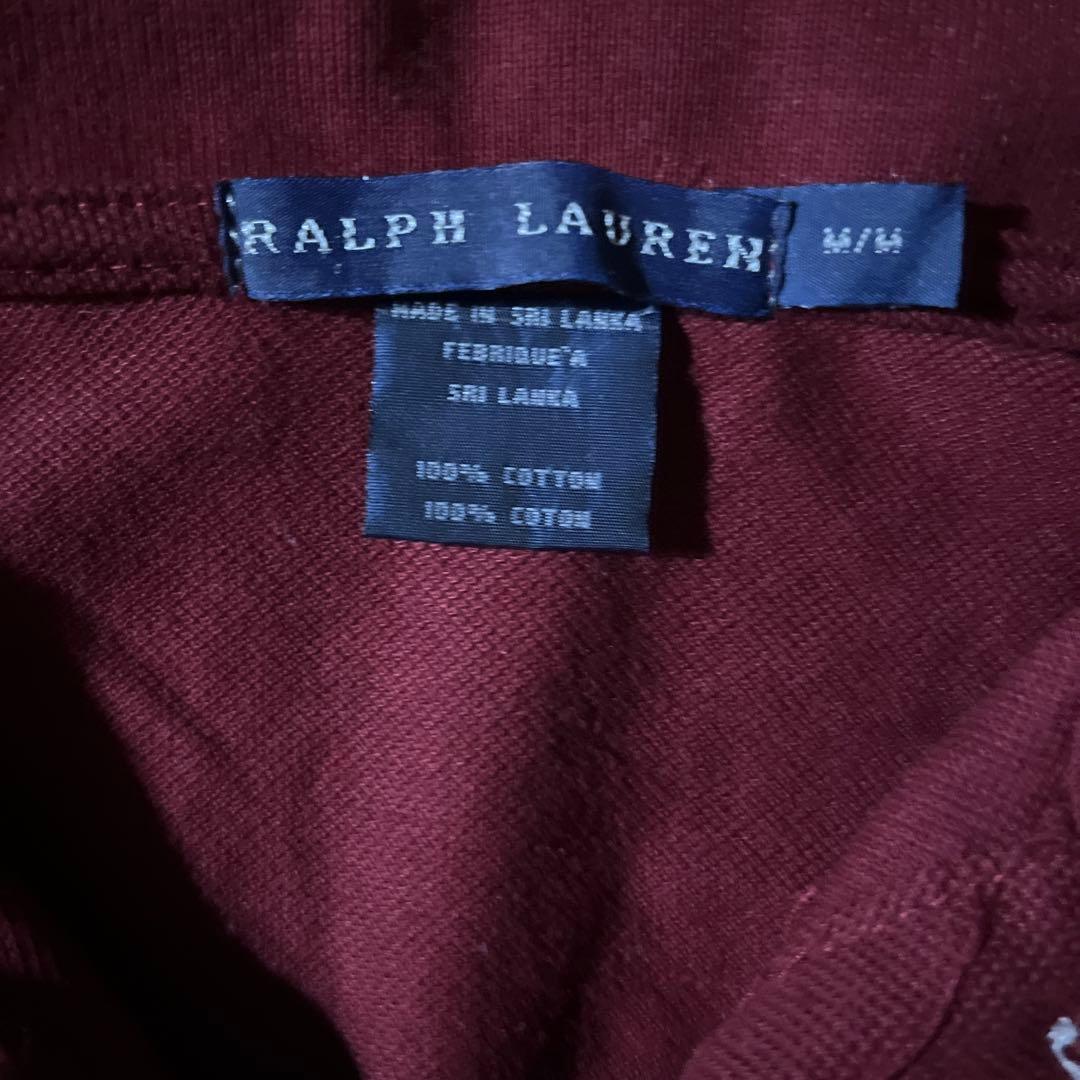 RALPH LAUREN
M/M
MADE IN SRI LANKA
FEBRIQUE'A
SRI LANKA
100% COTTON
100% COTON